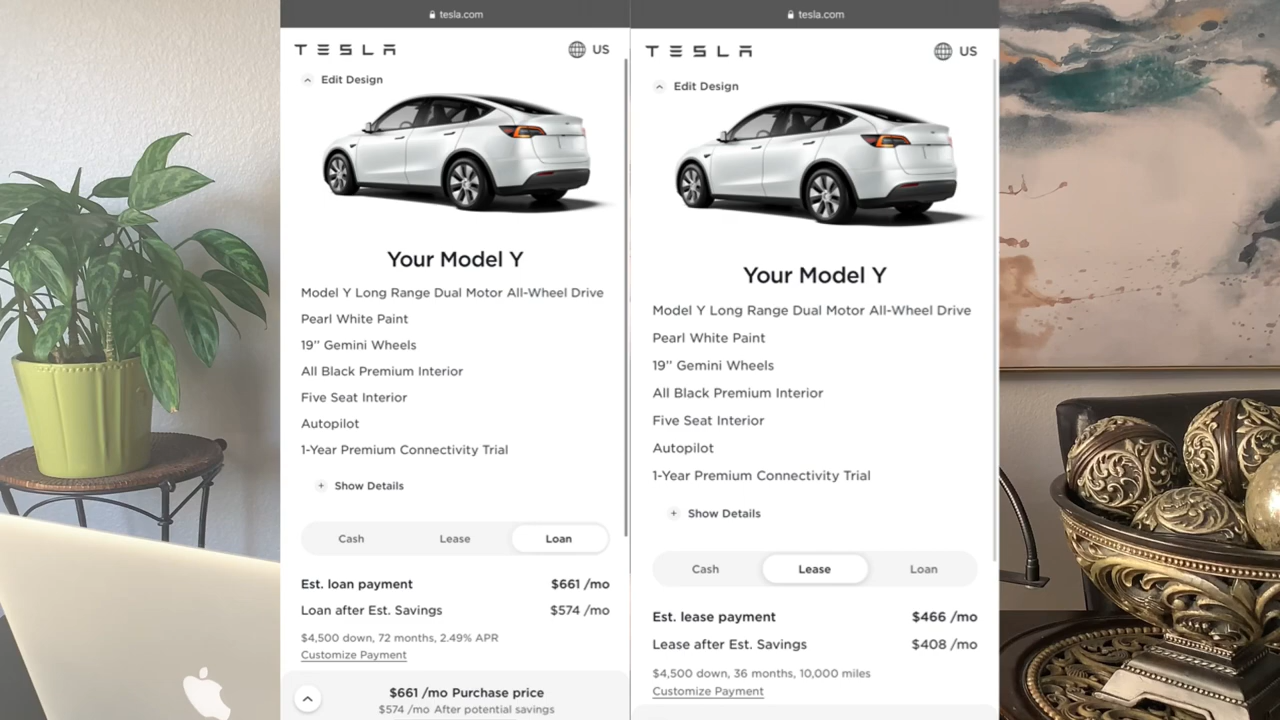 tesla.com
TESLA
US
Edit Design
Your Model Y
Model Y Long Range Dual Motor All-Wheel Drive
Pearl White Paint
19’’ Gemini Wheels
All Black Premium Interior
Five Seat Interior
Autopilot
1-Year Premium Connectivity Trial
+ Show Details
Cash Lease Loan
Est. loan payment $661 /mo
Loan after Est. Savings $574 /mo
$4,500 down, 72 months, 2.49% APR
Customize Payment
$661 /mo Purchase price
$574 /mo After potential savings
tesla.com
TESLA
US
Edit Design
Your Model Y
Model Y Long Range Dual Motor All-Wheel Drive
Pearl White Paint
19’’ Gemini Wheels
All Black Premium Interior
Five Seat Interior
Autopilot
1-Year Premium Connectivity Trial
+ Show Details
Cash Lease Loan
Est. lease payment $466 /mo
Lease after Est. Savings $408 /mo
$4,500 down, 36 months, 10,000 miles
Customize Payment